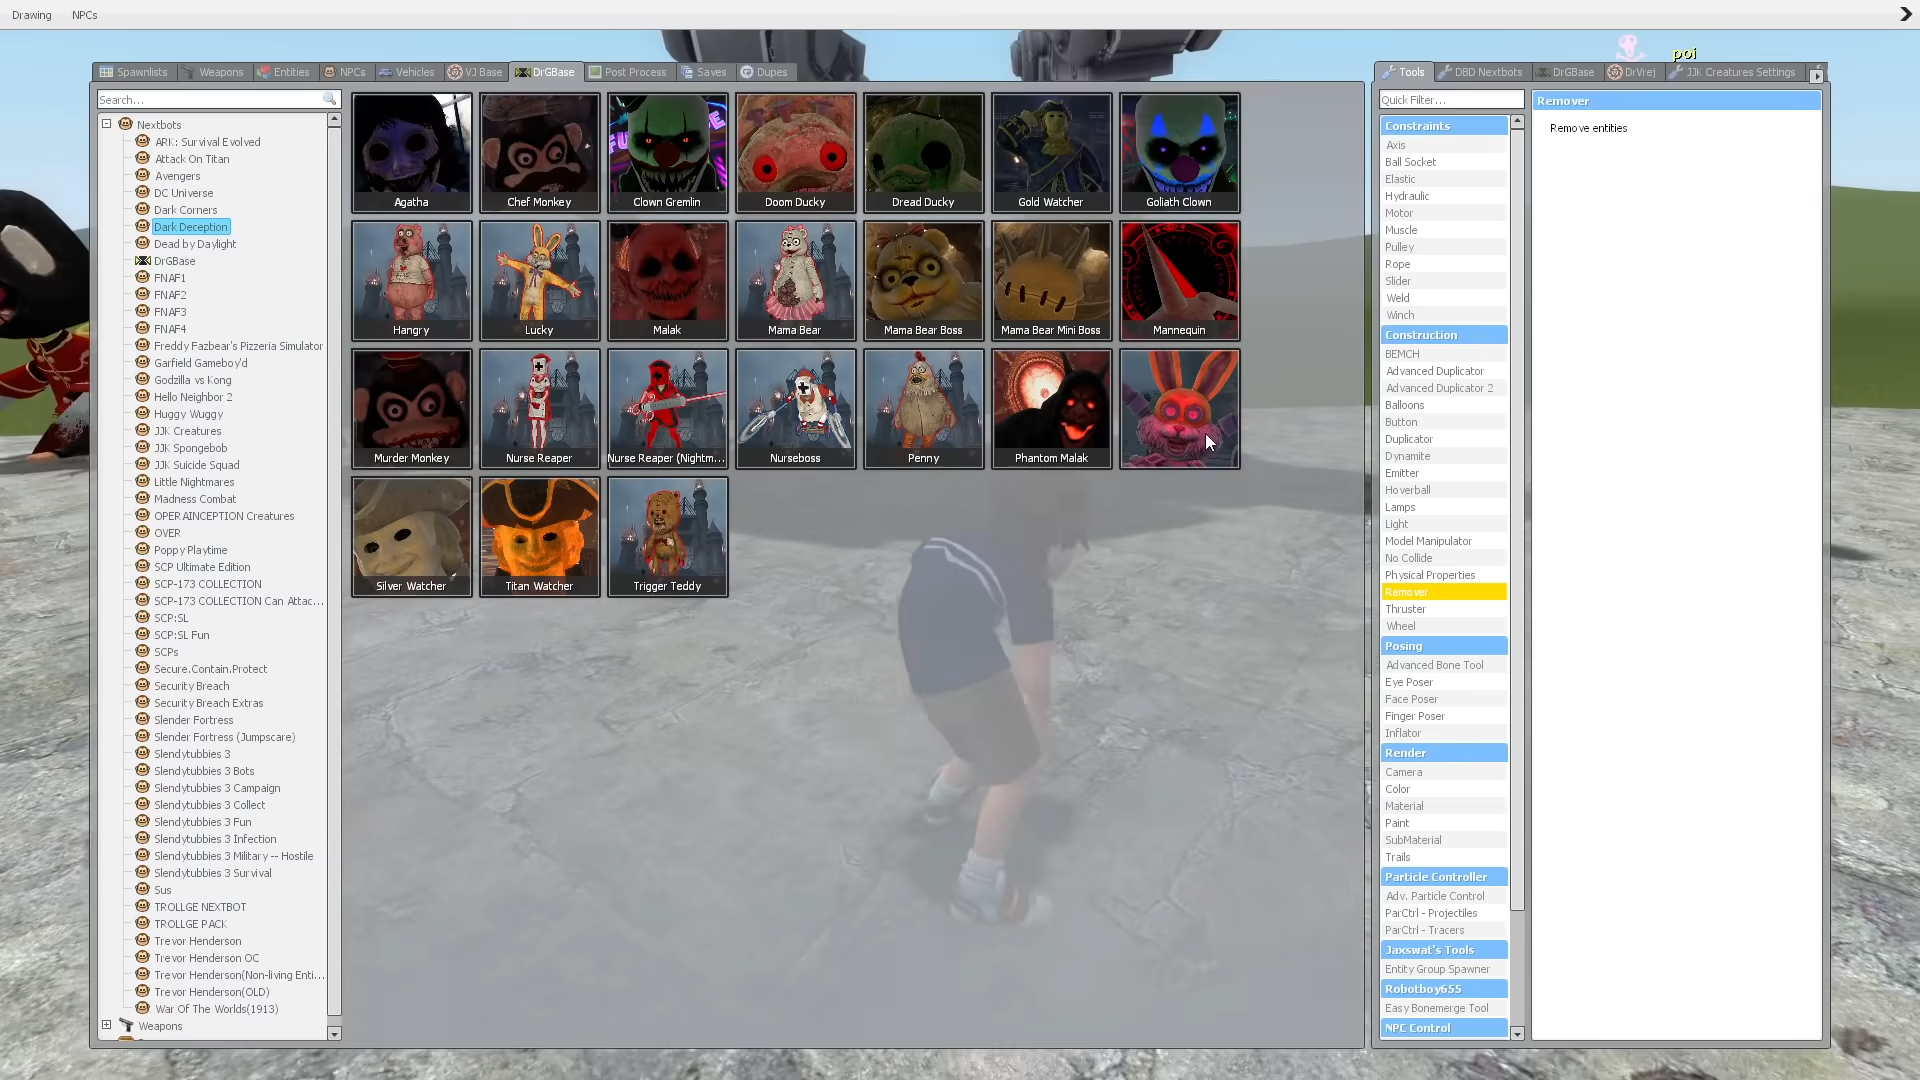 Drawing NPCs
poi
Spawnlists Weapons Entities NPCs Vehicles VJ Base DrGBase Post Process Saves Dupes
Tools DBD Nextbots DrGBase DrVrej JJK Creatures Settings
Search...
Nextbots
ARK: Survival Evolved
Attack On Titan
Avengers
DC Universe
Dark Corners
Dark Deception
Dead by Daylight
DrGBase
FNAF1
FNAF2
FNAF3
FNAF4
Freddy Fazbear's Pizzeria Simulator
Garfield Gameboy'd
Godzilla vs Kong
Hello Neighbor 2
Huggy Wuggy
JJK Creatures
JJK Spongebob
JJK Suicide Squad
Little Nightmares
Madness Combat
OPERAINCEPTION Creatures
OVER
Poppy Playtime
SCP Ultimate Edition
SCP-173 COLLECTION
SCP-173 COLLECTION Can Attac...
SCP:SL
SCP:SL Fun
SCPs
Secure.Contain.Protect
Security Breach
Security Breach Extras
Slender Fortress
Slender Fortress (Jumpscare)
Slendytubbies 3
Slendytubbies 3 Bots
Slendytubbies 3 Campaign
Slendytubbies 3 Collect
Slendytubbies 3 Fun
Slendytubbies 3 Infection
Slendytubbies 3 Military -- Hostile
Slendytubbies 3 Survival
Sus
TROLLGE NEXTBOT
TROLLGE PACK
Trevor Henderson
Trevor Henderson OC
Trevor Henderson(Non-living Enti...
Trevor Henderson(OLD)
War Of The Worlds(1913)
Weapons
Agatha Chef Monkey Clown Gremlin Doom Ducky Dread Ducky Gold Watcher Goliath Clown
Hangry Lucky Malak Mama Bear Mama Bear Boss Mama Bear Mini Boss Mannequin
Murder Monkey Nurse Reaper Nurse Reaper (Nightm... Nurseboss Penny Phantom Malak
Silver Watcher Titan Watcher Trigger Teddy
Quick Filter...
Constraints
Axis
Ball Socket
Elastic
Hydraulic
Motor
Muscle
Pulley
Rope
Slider
Weld
Winch
Construction
BEMCH
Advanced Duplicator
Advanced Duplicator 2
Balloons
Button
Duplicator
Dynamite
Emitter
Hoverball
Lamps
Light
Model Manipulator
No Collide
Physical Properties
Remover
Thruster
Wheel
Posing
Advanced Bone Tool
Eye Poser
Face Poser
Finger Poser
Inflator
Render
Camera
Color
Material
Paint
SubMaterial
Trails
Particle Controller
Adv. Particle Control
ParCtrl - Projectiles
ParCtrl - Tracers
Jaxswat's Tools
Entity Group Spawner
Robotboy655
Easy Bonemerge Tool
NPC Control
Remover
Remove entities